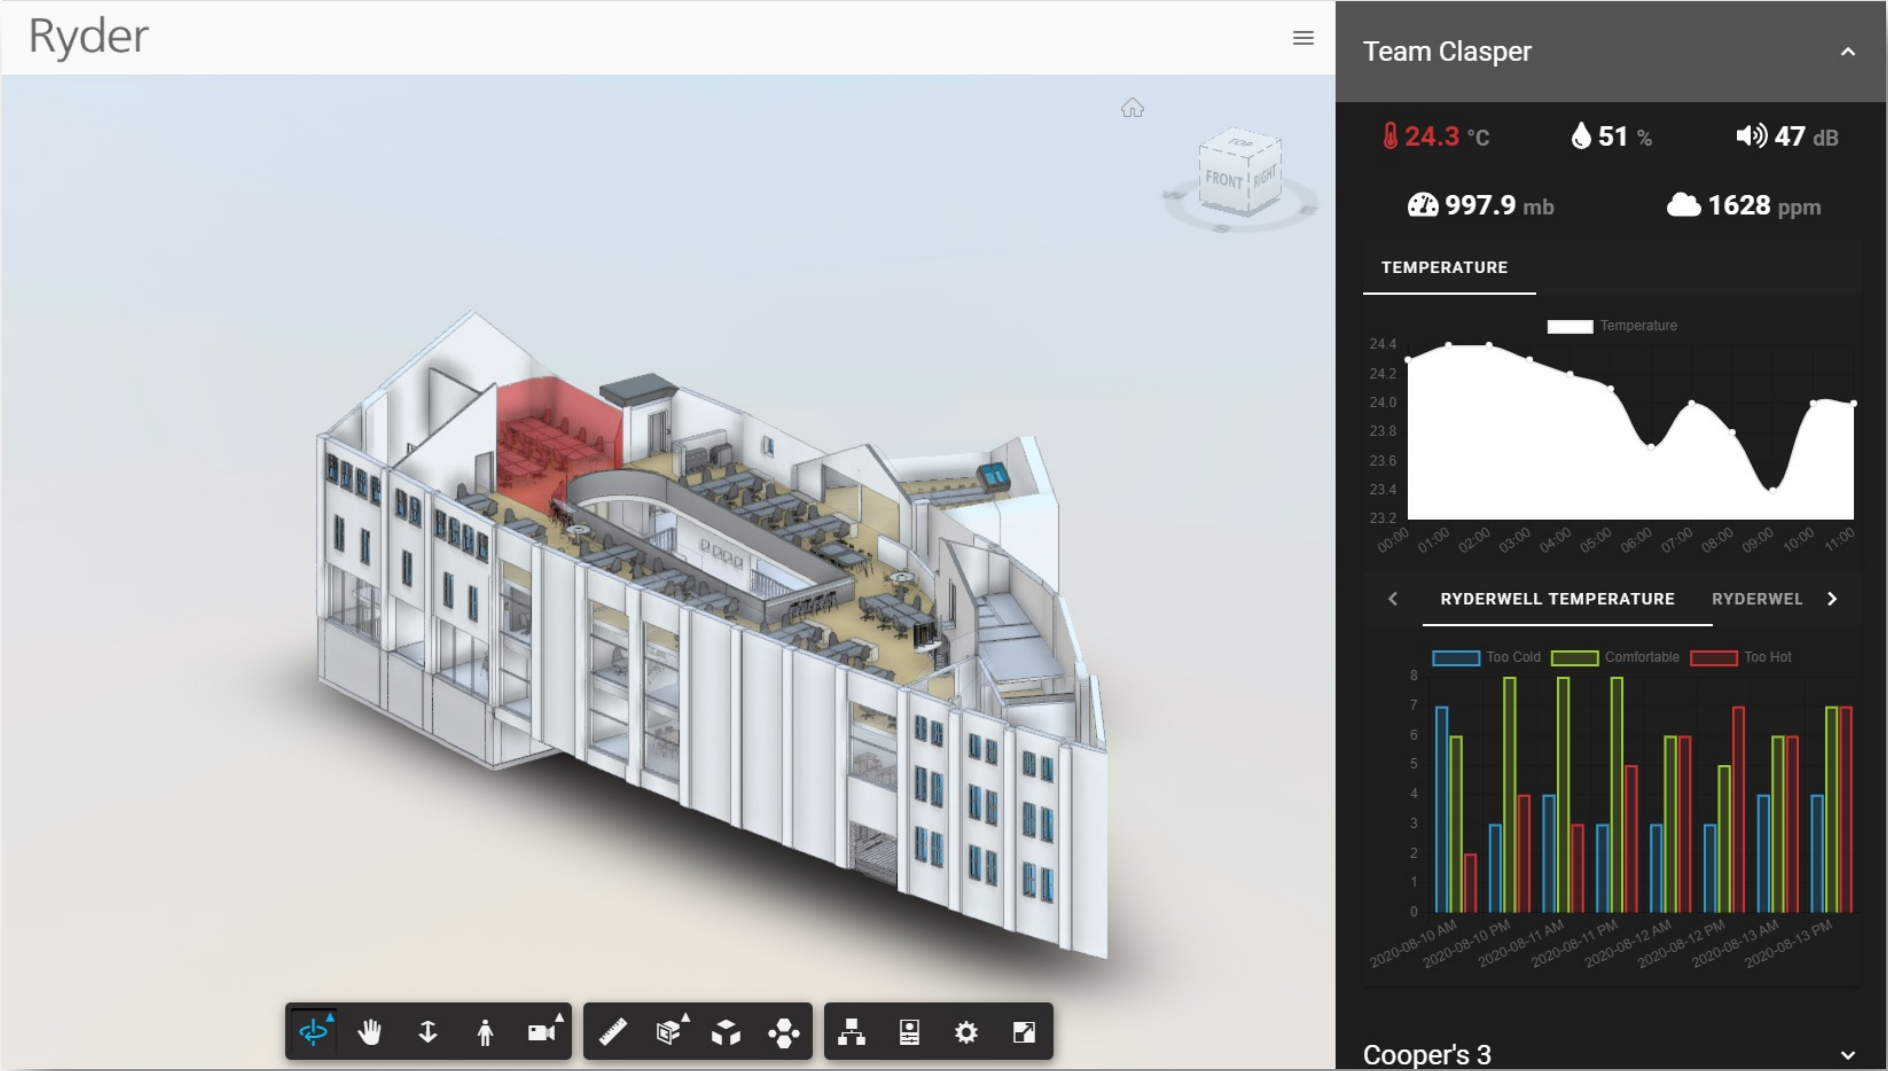 Ryder
TOP
FRONT
RIGHT
W
S
E
Team Clasper
24.3 °C
51 %
47 dB
997.9 mb
1628 ppm
TEMPERATURE
Temperature
24.4
24.2
24.0
23.8
23.6
23.4
23.2
00:00 01:00 02:00 03:00 04:00 05:00 06:00 07:00 08:00 09:00 10:00 11:00
RYDERWELL TEMPERATURE RYDERWEL
Too Cold Comfortable Too Hot
8
7
6
5
4
3
2
1
0
2020-08-10 AM 2020-08-10 PM 2020-08-11 AM 2020-08-11 PM 2020-08-12 AM 2020-08-12 PM 2020-08-13 AM 2020-08-13 PM
Cooper's 3